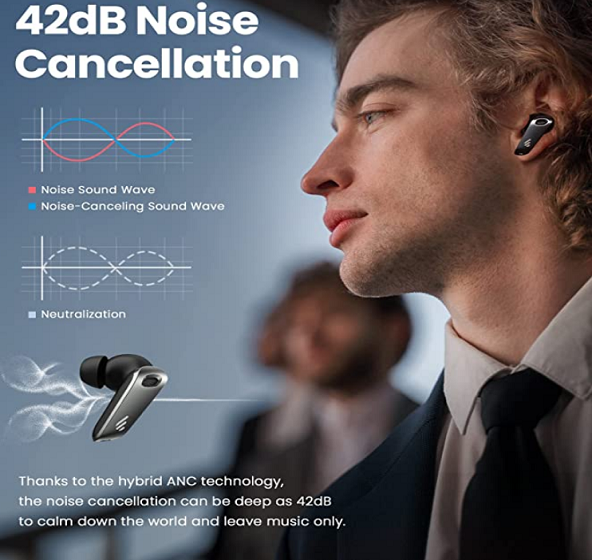 42dB Noise
Cancellation
Noise Sound Wave
Noise-Canceling Sound Wave
Neutralization
Thanks to the hybrid ANC technology,
the noise cancellation can be deep as 42dB
to calm down the world and leave music only.